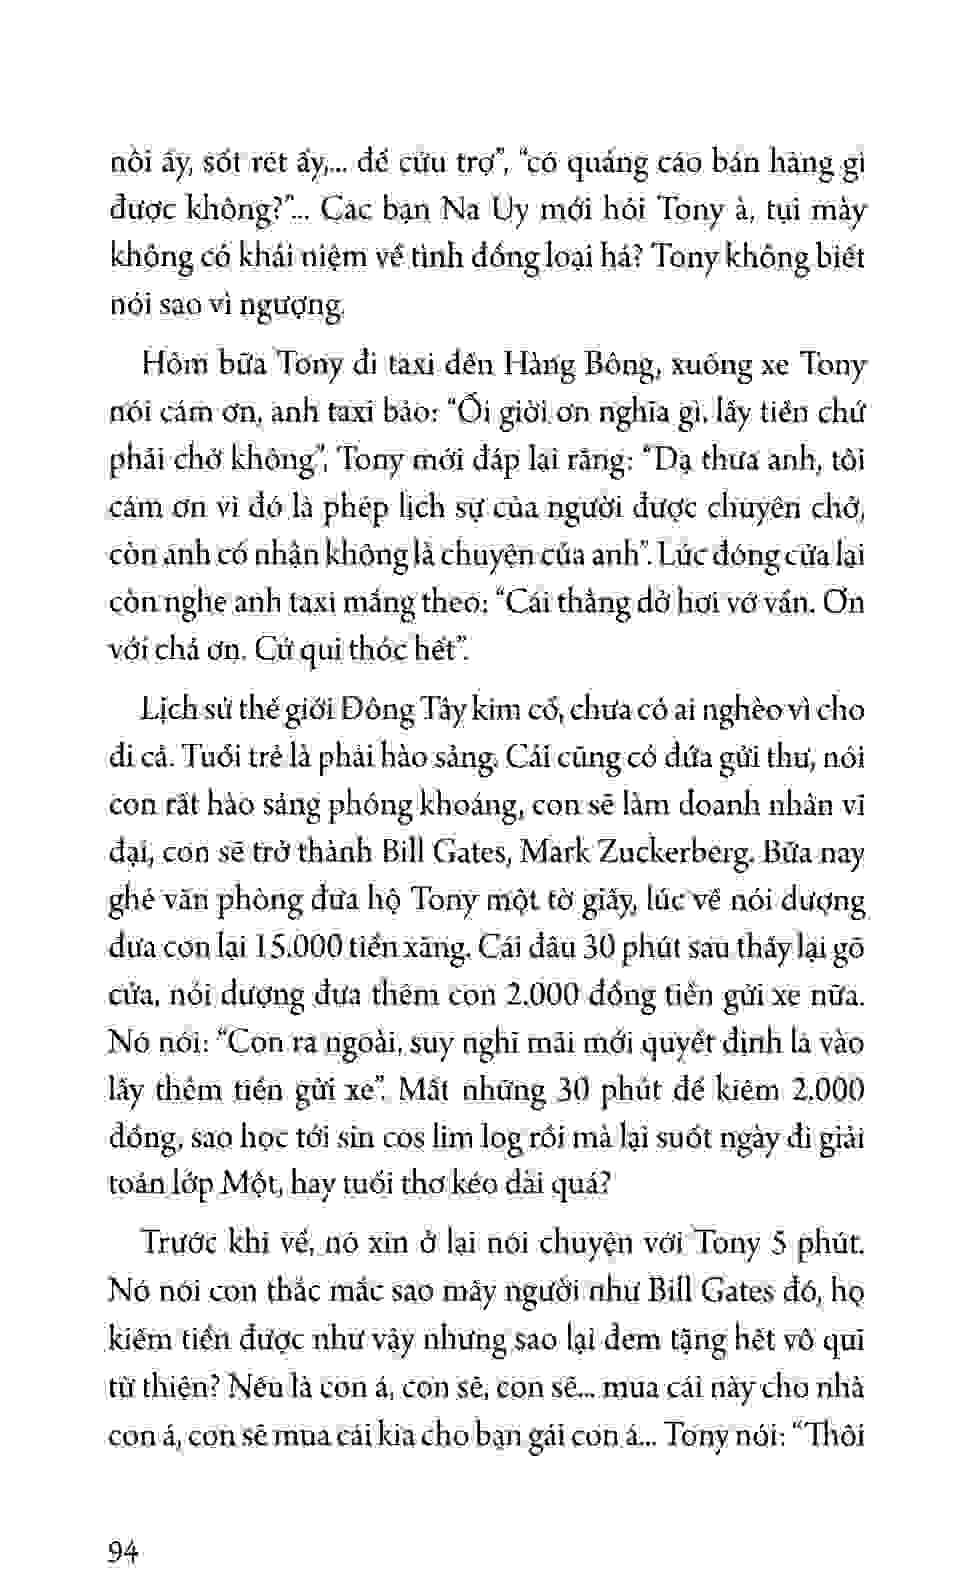 nồi ấy, sốt rét ấy,... để cứu trợ”, “có quảng cáo bán hàng gì
được không?”... Các bạn Na Uy mới hỏi Tony à, tụi mày
không có khái niệm về tình đồng loại hả? Tony không biết
nói sao vì ngượng.
Hôm bữa Tony đi taxi đến Hàng Bông, xuống xe Tony
nói cám ơn, anh taxi bảo: “Ối giời ơn nghĩa gì, lấy tiền chứ
phải chở không”, Tony mới đáp lại rằng: “Dạ thưa anh, tôi
cám ơn vì đó là phép lịch sự của người được chuyên chở,
còn anh có nhận không là chuyện của anh”. Lúc đóng cửa lại
còn nghe anh taxi mắng theo: “Cái thằng dở hơi vớ vẩn. Ơn
với chả ơn. Cứ qui thóc hết”.
Lịch sử thế giới Đông Tây kim cổ, chưa có ai nghèo vì cho
đi cả. Tuổi trẻ là phải hào sảng. Cái cũng có đứa gửi thư, nói
con rất hào sảng phóng khoáng, con sẽ làm doanh nhân vĩ
đại, con sẽ trở thành Bill Gates, Mark Zuckerberg. Bữa nay
ghé văn phòng đưa hộ Tony một tờ giấy, lúc về nói dượng
đưa con lại 15.000 tiền xăng. Cái đâu 30 phút sau thấy lại gõ
cửa, nói dượng đưa thêm con 2.000 đồng tiền gửi xe nữa.
Nó nói: “Con ra ngoài, suy nghĩ mãi mới quyết định là vào
lấy thêm tiền gửi xe”. Mất những 30 phút để kiếm 2.000
đồng, sao học tới sin cos lim log rồi mà lại suốt ngày đi giải
toán lớp Một, hay tuổi thơ kéo dài quá?
Trước khi về, nó xin ở lại nói chuyện với Tony 5 phút.
Nó nói con thắc mắc sao mấy người như Bill Gates đó, họ
kiếm tiền được như vậy nhưng sao lại đem tặng hết vô quĩ
từ thiện? Nếu là con á, con sẽ, con sẽ... mua cái này cho nhà
con á, con sẽ mua cái kia cho bạn gái con á... Tony nói: “Thôi
94